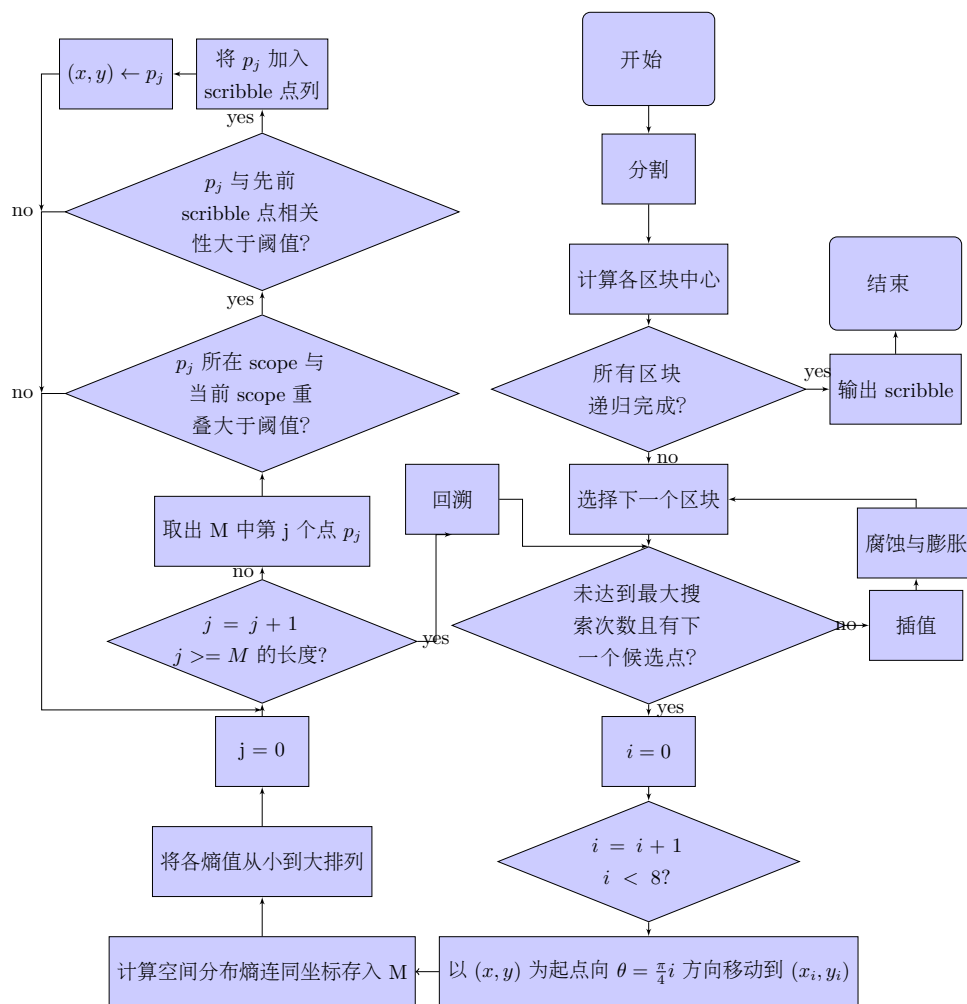 开始
分割
计算各区块中心
所有区块
递归完成?
yes
输出 scribble
结束
no
选择下一个区块
未达到最大搜
索次数且有下
一个候选点?
no
插值
腐蚀与膨胀
yes
i = 0
i = i + 1
i < 8?
以 (x, y) 为起点向 θ = π/4 i 方向移动到 (x_i, y_i)
计算空间分布熵连同坐标存入 M
将各熵值从小到大排列
j = 0
j = j + 1
j >= M 的长度?
yes
回溯
no
取出 M 中第 j 个点 p_j
p_j 所在 scope 与
当前 scope 重
叠大于阈值?
no
yes
p_j 与先前
scribble 点相关
性大于阈值?
no
yes
将 p_j 加入
scribble 点列
(x, y) ← p_j